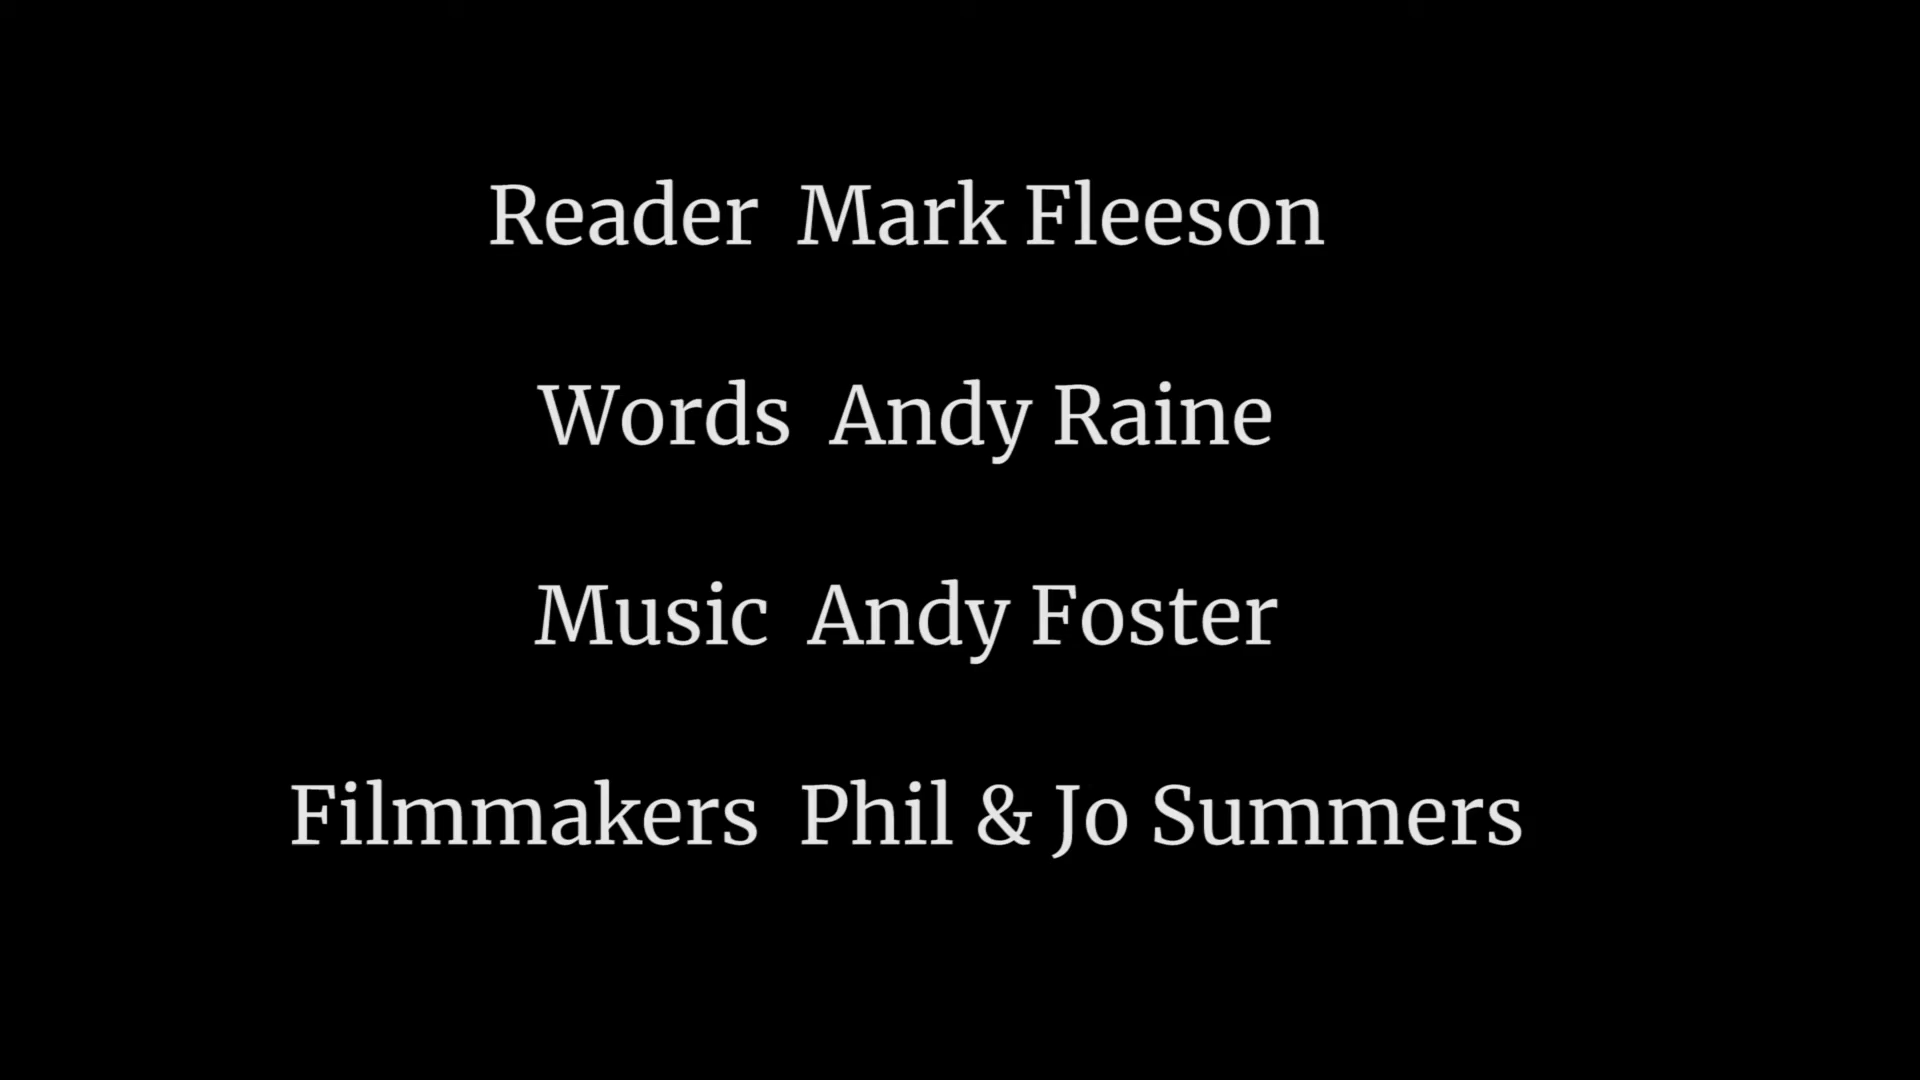 Reader  Mark Fleeson
Words  Andy Raine
Music  Andy Foster
Filmmakers  Phil & Jo Summers